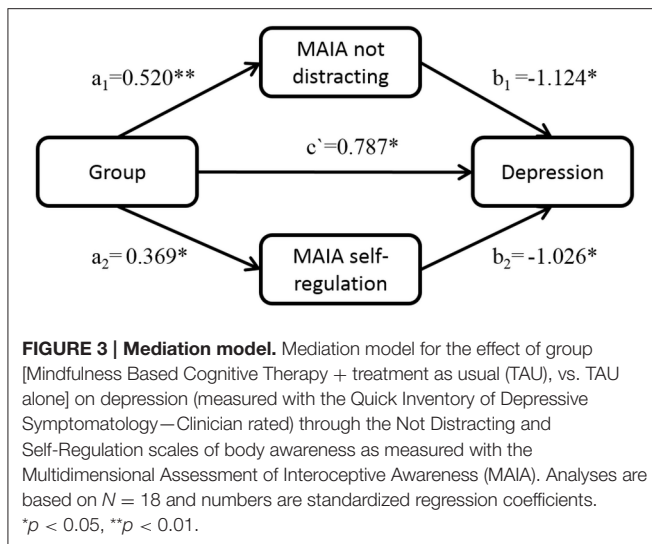 MAIA not
distracting
a₁=0.520**
b₁=-1.124*
c`=0.787*
Group
Depression
a₂=0.369*
MAIA self-
regulation
b₂=-1.026*
FIGURE 3 | Mediation model. Mediation model for the effect of group
[Mindfulness Based Cognitive Therapy + treatment as usual (TAU), vs. TAU
alone] on depression (measured with the Quick Inventory of Depressive
Symptomatology—Clinician rated) through the Not Distracting and
Self-Regulation scales of body awareness as measured with the
Multidimensional Assessment of Interoceptive Awareness (MAIA). Analyses are
based on N = 18 and numbers are standardized regression coefficients.
*p < 0.05, **p < 0.01.